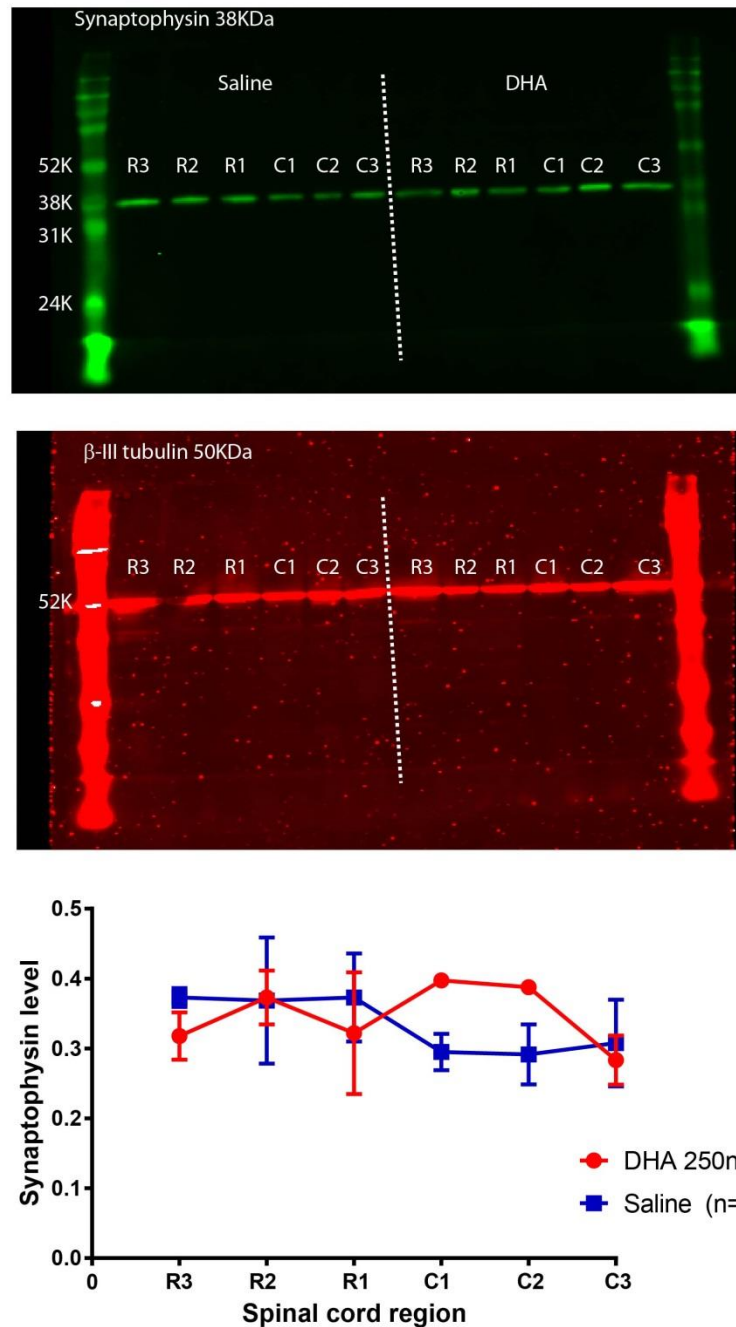 Synaptophysin 38KDa
Saline DHA
52K R3 R2 R1 C1 C2 C3 R3 R2 R1 C1 C2 C3
38K
31K
24K
β-III tubulin 50KDa
R3 R2 R1 C1 C2 C3 R3 R2 R1 C1 C2 C3
52K
0.5
0.4
0.3
0.2
0.1
0.0
Synaptophysin level
DHA 250n
Saline (n=
0 R3 R2 R1 C1 C2 C3
Spinal cord region